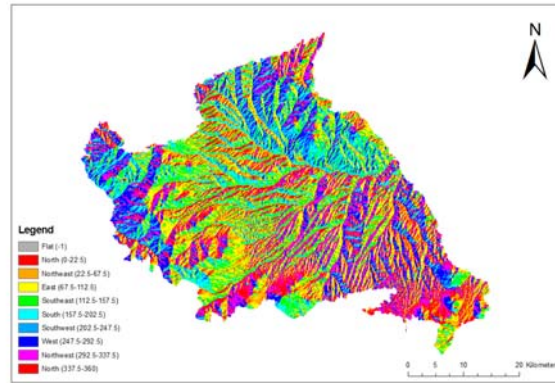 N
Legend
Flat (-1)
North (0-22.5)
Northeast (22.5-67.5)
East (67.5-112.5)
Southeast (112.5-157.5)
South (157.5-202.5)
Southwest (202.5-247.5)
West (247.5-292.5)
Northwest (292.5-337.5)
North (337.5-360)
0 5 10 20 Kilometers